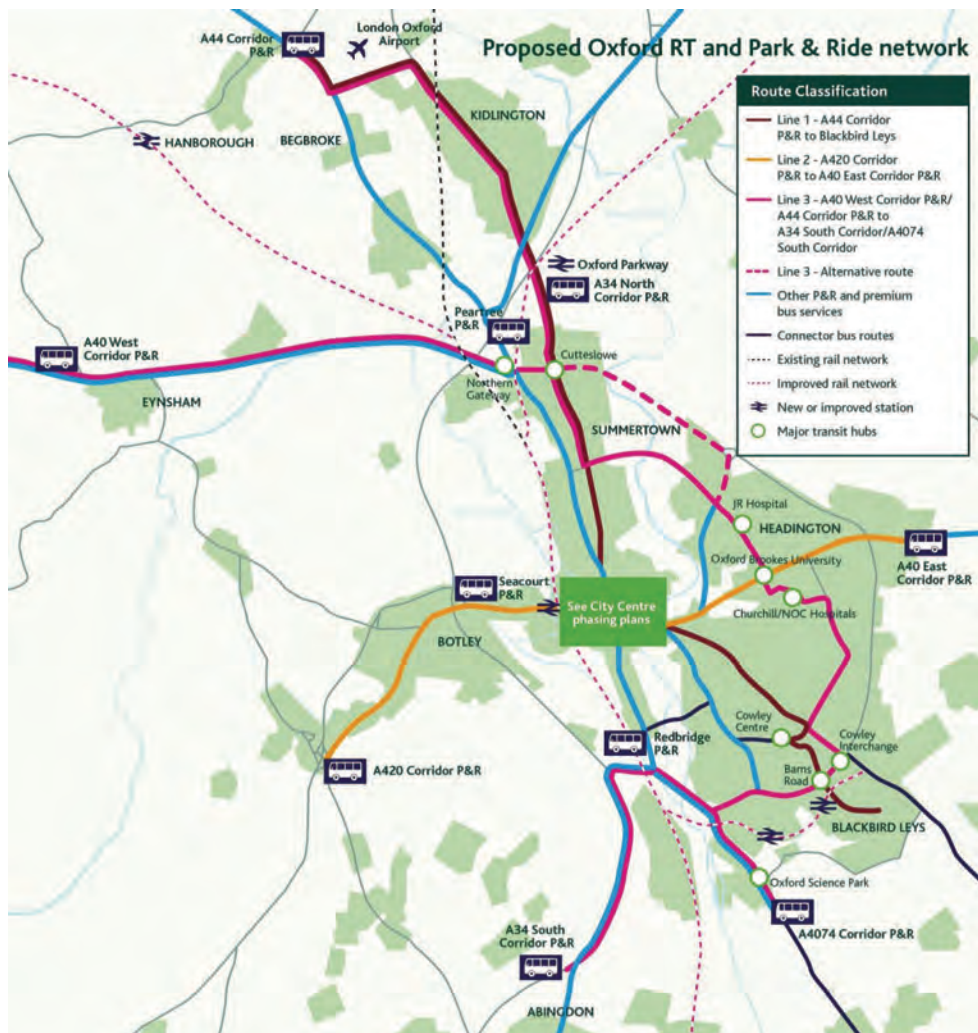 Proposed Oxford RT and Park & Ride network
Route Classification
Line 1 - A44 Corridor
P&R to Blackbird Leys
Line 2 - A420 Corridor
P&R to A40 East Corridor P&R
Line 3 - A40 West Corridor P&R/
A44 Corridor P&R to
A34 South Corridor/A4074
South Corridor
Line 3 - Alternative route
Other P&R and premium
bus services
Connector bus routes
Existing rail network
Improved rail network
New or improved station
Major transit hubs
A44 Corridor
P&R
London Oxford
Airport
KIDLINGTON
HANBOROUGH
BEGBROKE
Oxford Parkway
A34 North
Corridor P&R
Peartree
P&R
A40 West
Corridor P&R
Cutteslowe
Northern
Gateway
EYNSHAM
SUMMERTOWN
JR Hospital
HEADINGTON
Oxford Brookes University
A40 East
Corridor P&R
Seacourt
P&R
See City Centre
phasing plans
Churchill/NOC Hospitals
BOTLEY
Cowley
Centre
Cowley
Interchange
Redbridge
P&R
A420 Corridor P&R
Barns
Road
BLACKBIRD LEYS
Oxford Science Park
A34 South
Corridor P&R
A4074 Corridor P&R
ABINGDON